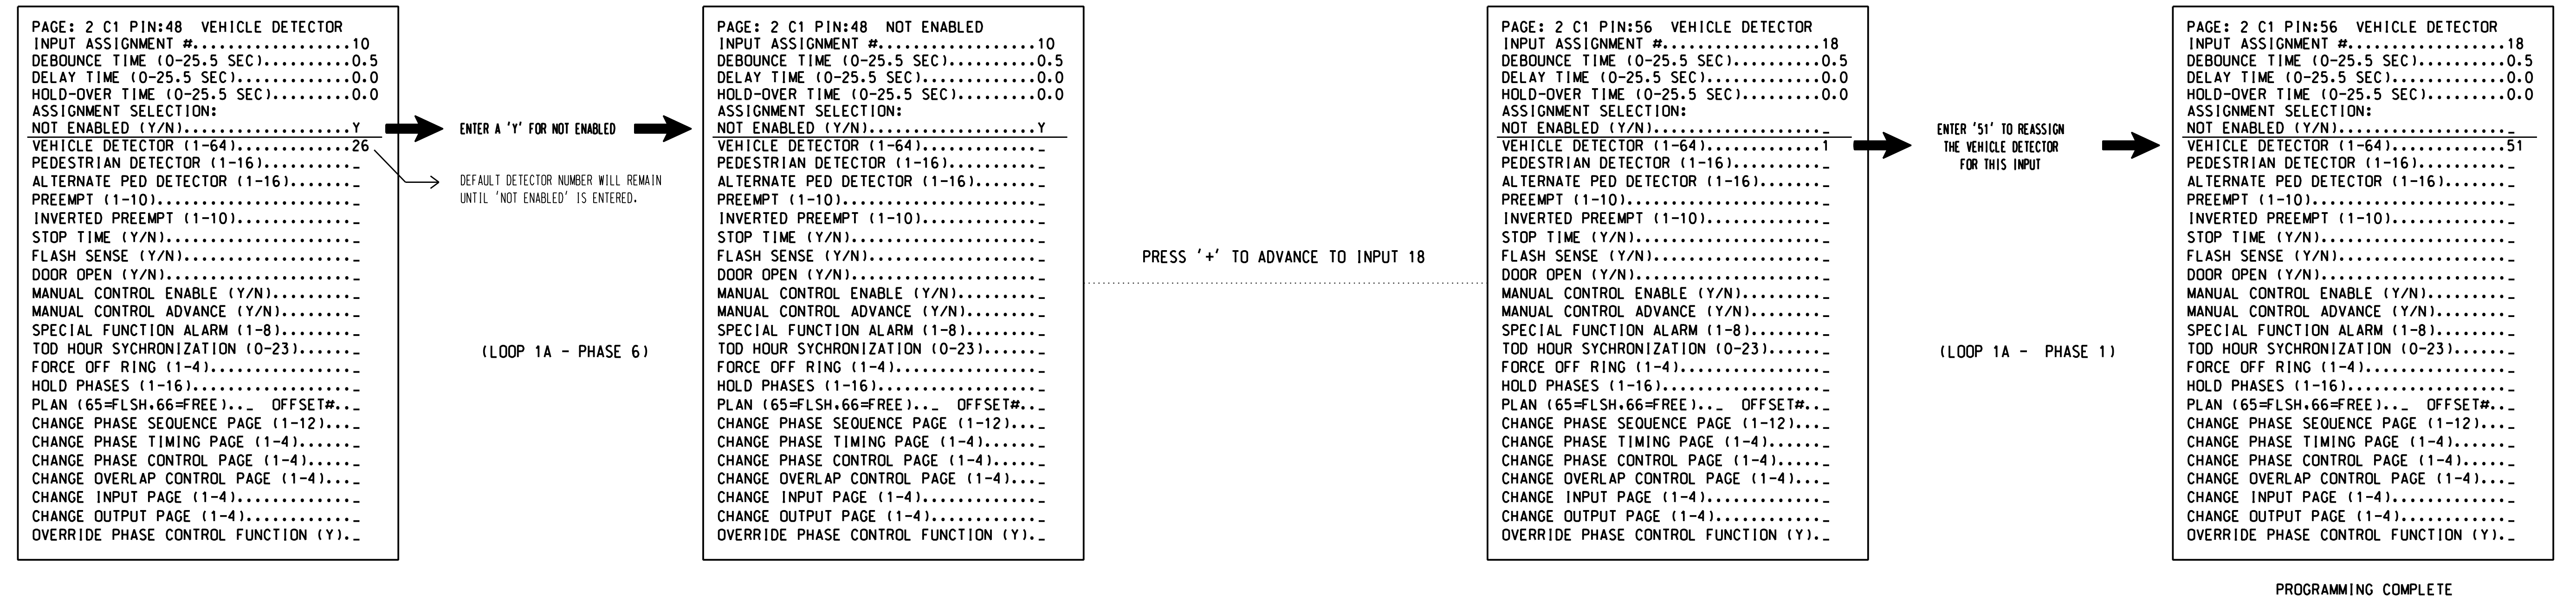 PAGE: 2 C1 PIN:48  VEHICLE DETECTOR
INPUT ASSIGNMENT #....................10
DEBOUNCE TIME (0-25.5 SEC)..........0.5
DELAY TIME (0-25.5 SEC).............0.0
HOLD-OVER TIME (0-25.5 SEC).........0.0
ASSIGNMENT SELECTION:
NOT ENABLED (Y/N)...................Y
VEHICLE DETECTOR (1-64).............26
PEDESTRIAN DETECTOR (1-16).........._
ALTERNATE PED DETECTOR (1-16)......._
PREEMPT (1-10)......................_
INVERTED PREEMPT (1-10)............._
STOP TIME (Y/N)....................._
FLASH SENSE (Y/N)..................._
DOOR OPEN (Y/N)....................._
MANUAL CONTROL ENABLE (Y/N)........._
MANUAL CONTROL ADVANCE (Y/N)........_
SPECIAL FUNCTION ALARM (1-8)........_
TOD HOUR SYCHRONIZATION (0-23)......_
FORCE OFF RING (1-4)................_
HOLD PHASES (1-16).................._
PLAN (65=FLSH,66=FREE).._  OFFSET#.._
CHANGE PHASE SEQUENCE PAGE (1-12)..._
CHANGE PHASE TIMING PAGE (1-4)......_
CHANGE PHASE CONTROL PAGE (1-4)....._
CHANGE OVERLAP CONTROL PAGE (1-4)..._
CHANGE INPUT PAGE (1-4)............._
CHANGE OUTPUT PAGE (1-4)............_
OVERRIDE PHASE CONTROL FUNCTION (Y)._
ENTER A 'Y' FOR NOT ENABLED
DEFAULT DETECTOR NUMBER WILL REMAIN
UNTIL 'NOT ENABLED' IS ENTERED.
(LOOP 1A - PHASE 6)
PAGE: 2 C1 PIN:48  NOT ENABLED
INPUT ASSIGNMENT #....................10
DEBOUNCE TIME (0-25.5 SEC)..........0.5
DELAY TIME (0-25.5 SEC).............0.0
HOLD-OVER TIME (0-25.5 SEC).........0.0
ASSIGNMENT SELECTION:
NOT ENABLED (Y/N)...................Y
VEHICLE DETECTOR (1-64)............._
PEDESTRIAN DETECTOR (1-16).........._
ALTERNATE PED DETECTOR (1-16)......._
PREEMPT (1-10)......................_
INVERTED PREEMPT (1-10)............._
STOP TIME (Y/N)....................._
FLASH SENSE (Y/N)..................._
DOOR OPEN (Y/N)....................._
MANUAL CONTROL ENABLE (Y/N)........._
MANUAL CONTROL ADVANCE (Y/N)........_
SPECIAL FUNCTION ALARM (1-8)........_
TOD HOUR SYCHRONIZATION (0-23)......_
FORCE OFF RING (1-4)................_
HOLD PHASES (1-16).................._
PLAN (65=FLSH,66=FREE).._  OFFSET#.._
CHANGE PHASE SEQUENCE PAGE (1-12)..._
CHANGE PHASE TIMING PAGE (1-4)......_
CHANGE PHASE CONTROL PAGE (1-4)....._
CHANGE OVERLAP CONTROL PAGE (1-4)..._
CHANGE INPUT PAGE (1-4)............._
CHANGE OUTPUT PAGE (1-4)............_
OVERRIDE PHASE CONTROL FUNCTION (Y)._
PRESS '+' TO ADVANCE TO INPUT 18
PAGE: 2 C1 PIN:56  VEHICLE DETECTOR
INPUT ASSIGNMENT #....................18
DEBOUNCE TIME (0-25.5 SEC)..........0.5
DELAY TIME (0-25.5 SEC).............0.0
HOLD-OVER TIME (0-25.5 SEC).........0.0
ASSIGNMENT SELECTION:
NOT ENABLED (Y/N)..................._
VEHICLE DETECTOR (1-64).............1
PEDESTRIAN DETECTOR (1-16).........._
ALTERNATE PED DETECTOR (1-16)......._
PREEMPT (1-10)......................_
INVERTED PREEMPT (1-10)............._
STOP TIME (Y/N)....................._
FLASH SENSE (Y/N)..................._
DOOR OPEN (Y/N)....................._
MANUAL CONTROL ENABLE (Y/N)........._
MANUAL CONTROL ADVANCE (Y/N)........_
SPECIAL FUNCTION ALARM (1-8)........_
TOD HOUR SYCHRONIZATION (0-23)......_
FORCE OFF RING (1-4)................_
HOLD PHASES (1-16).................._
PLAN (65=FLSH,66=FREE).._  OFFSET#.._
CHANGE PHASE SEQUENCE PAGE (1-12)..._
CHANGE PHASE TIMING PAGE (1-4)......_
CHANGE PHASE CONTROL PAGE (1-4)....._
CHANGE OVERLAP CONTROL PAGE (1-4)..._
CHANGE INPUT PAGE (1-4)............._
CHANGE OUTPUT PAGE (1-4)............_
OVERRIDE PHASE CONTROL FUNCTION (Y)._
ENTER '51' TO REASSIGN
THE VEHICLE DETECTOR
FOR THIS INPUT
(LOOP 1A -  PHASE 1)
PAGE: 2 C1 PIN:56  VEHICLE DETECTOR
INPUT ASSIGNMENT #....................18
DEBOUNCE TIME (0-25.5 SEC)..........0.5
DELAY TIME (0-25.5 SEC).............0.0
HOLD-OVER TIME (0-25.5 SEC).........0.0
ASSIGNMENT SELECTION:
NOT ENABLED (Y/N)..................._
VEHICLE DETECTOR (1-64).............51
PEDESTRIAN DETECTOR (1-16).........._
ALTERNATE PED DETECTOR (1-16)......._
PREEMPT (1-10)......................_
INVERTED PREEMPT (1-10)............._
STOP TIME (Y/N)....................._
FLASH SENSE (Y/N)..................._
DOOR OPEN (Y/N)....................._
MANUAL CONTROL ENABLE (Y/N)........._
MANUAL CONTROL ADVANCE (Y/N)........_
SPECIAL FUNCTION ALARM (1-8)........_
TOD HOUR SYCHRONIZATION (0-23)......_
FORCE OFF RING (1-4)................_
HOLD PHASES (1-16).................._
PLAN (65=FLSH,66=FREE).._  OFFSET#.._
CHANGE PHASE SEQUENCE PAGE (1-12)..._
CHANGE PHASE TIMING PAGE (1-4)......_
CHANGE PHASE CONTROL PAGE (1-4)....._
CHANGE OVERLAP CONTROL PAGE (1-4)..._
CHANGE INPUT PAGE (1-4)............._
CHANGE OUTPUT PAGE (1-4)............_
OVERRIDE PHASE CONTROL FUNCTION (Y)._
PROGRAMMING COMPLETE